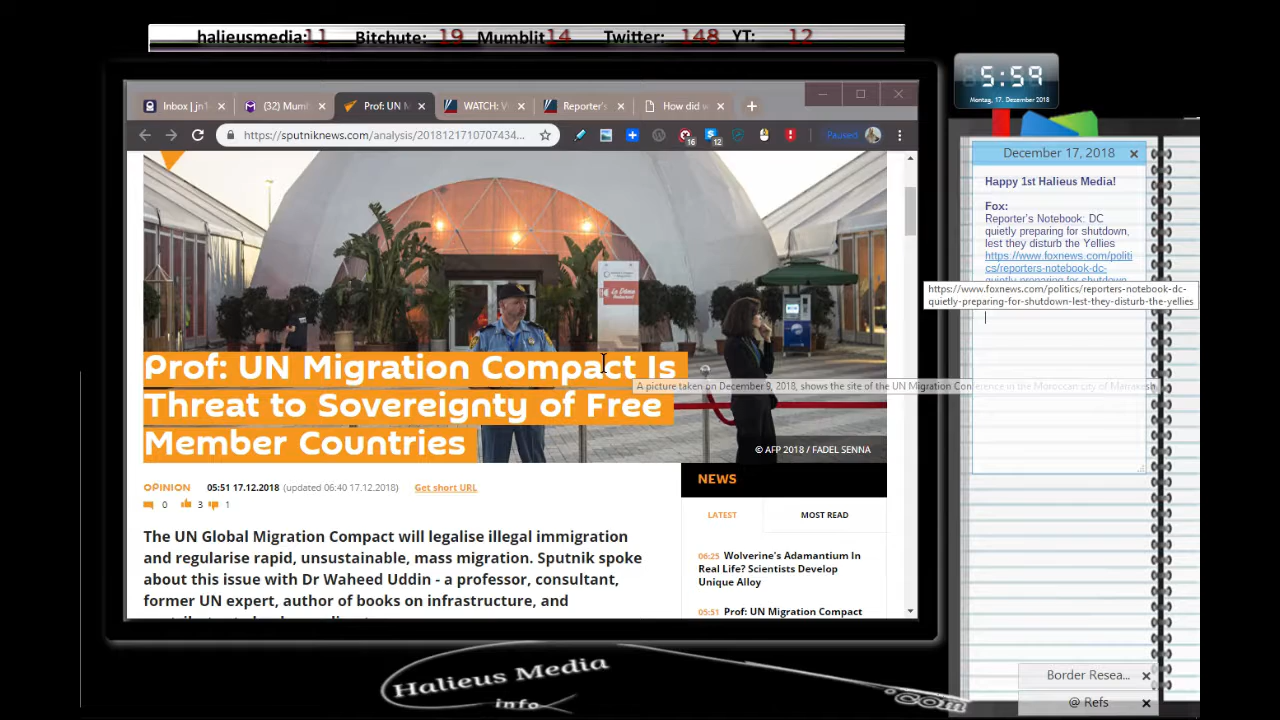 halieusmedia: 11 Bitchute: 19 Mumblit 14 Twitter: 148 YT: 12
5:59
Montag, 17. Dezember 2018
Inbox | jn1
(32) Mum
Prof: UN M
WATCH: V
Reporter's
How did w
https://sputniknews.com/analysis/201812171070743 4...
16
12
Paused
Prof: UN Migration Compact Is
Threat to Sovereignty of Free
Member Countries
A picture taken on December 9, 2018, shows the site of the UN Migration Conference in the Moroccan city of Marrakesh.
© AFP 2018 / FADEL SENNA
OPINION 05:51 17.12.2018 (updated 06:40 17.12.2018) Get short URL
0 3 1
The UN Global Migration Compact will legalise illegal immigration
and regularise rapid, unsustainable, mass migration. Sputnik spoke
about this issue with Dr Waheed Uddin - a professor, consultant,
former UN expert, author of books on infrastructure, and
NEWS
LATEST MOST READ
06:25 Wolverine's Adamantium In
Real Life? Scientists Develop
Unique Alloy
05:51 Prof: UN Migration Compact
December 17, 2018
Happy 1st Halieus Media!
Fox:
Reporter's Notebook: DC
quietly preparing for shutdown,
lest they disturb the Yellies
https://www.foxnews.com/politi
cs/reporters-notebook-dc-
quietly-preparing-for-shutdown
https://www.foxnews.com/politics/reporters-notebook-dc-
quietly-preparing-for-shutdown-lest-they-disturb-the-yellies
Border Resea...
@ Refs
Halieus Media
info
.com